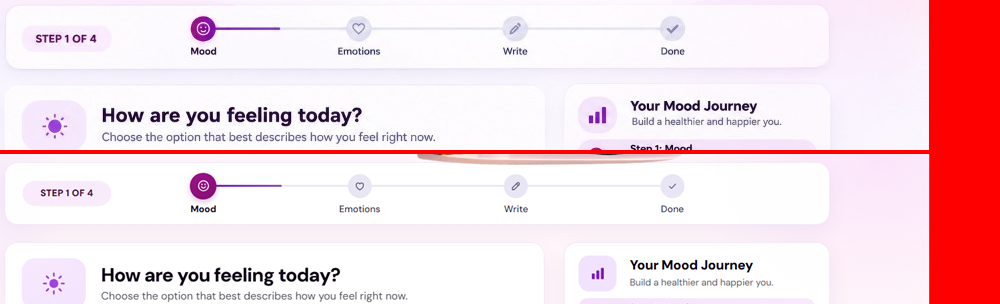 STEP 1 OF 4
Mood
Emotions
Write
Done
How are you feeling today?
Choose the option that best describes how you feel right now.
Your Mood Journey
Build a healthier and happier you.
Step 1: Mood
STEP 1 OF 4
Mood
Emotions
Write
Done
How are you feeling today?
Choose the option that best describes how you feel right now.
Your Mood Journey
Build a healthier and happier you.